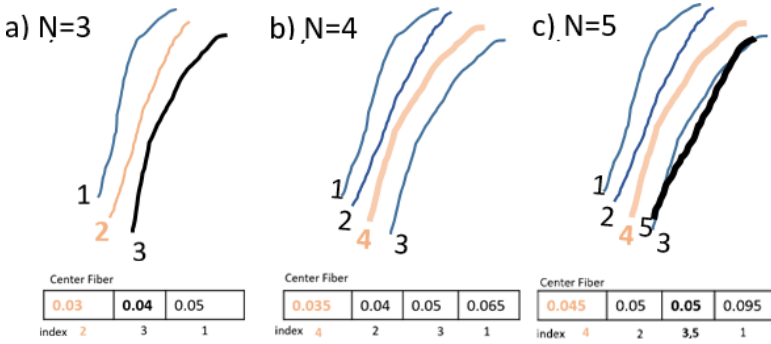 a) N=3
1
2
3
Center Fiber
0.03 0.04 0.05
index 2 3 1
b) N=4
1
2
4
3
Center Fiber
0.035 0.04 0.05 0.065
index 4 2 3 1
c) N=5
1
2
4
5
3
Center Fiber
0.045 0.05 0.05 0.095
index 4 2 3,5 1